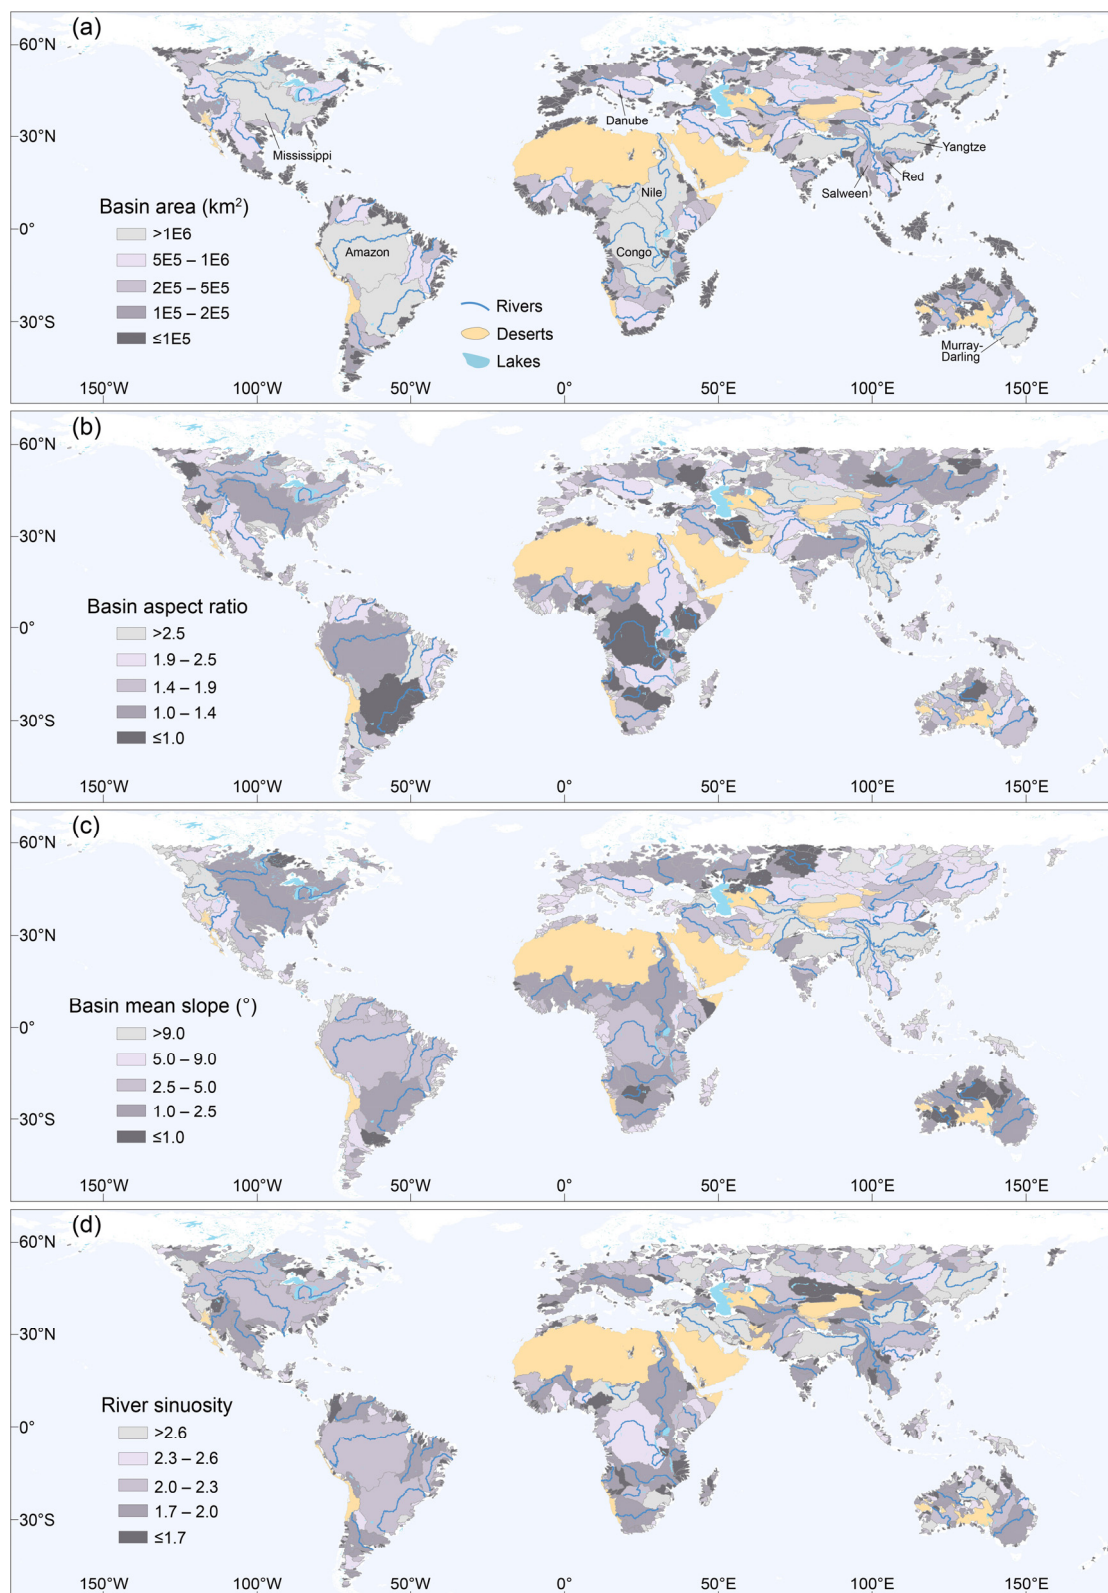 (a)
60°N
30°N
0°
30°S
Mississippi
Danube
Yangtze
Red
Salween
Nile
Amazon
Congo
Murray-
Darling
Basin area (km²)
>1E6
5E5 – 1E6
2E5 – 5E5
1E5 – 2E5
≤1E5
Rivers
Deserts
Lakes
150°W 100°W 50°W 0° 50°E 100°E 150°E
(b)
60°N
30°N
0°
30°S
Basin aspect ratio
>2.5
1.9 – 2.5
1.4 – 1.9
1.0 – 1.4
≤1.0
150°W 100°W 50°W 0° 50°E 100°E 150°E
(c)
60°N
30°N
0°
30°S
Basin mean slope (°)
>9.0
5.0 – 9.0
2.5 – 5.0
1.0 – 2.5
≤1.0
150°W 100°W 50°W 0° 50°E 100°E 150°E
(d)
60°N
30°N
0°
30°S
River sinuosity
>2.6
2.3 – 2.6
2.0 – 2.3
1.7 – 2.0
≤1.7
150°W 100°W 50°W 0° 50°E 100°E 150°E